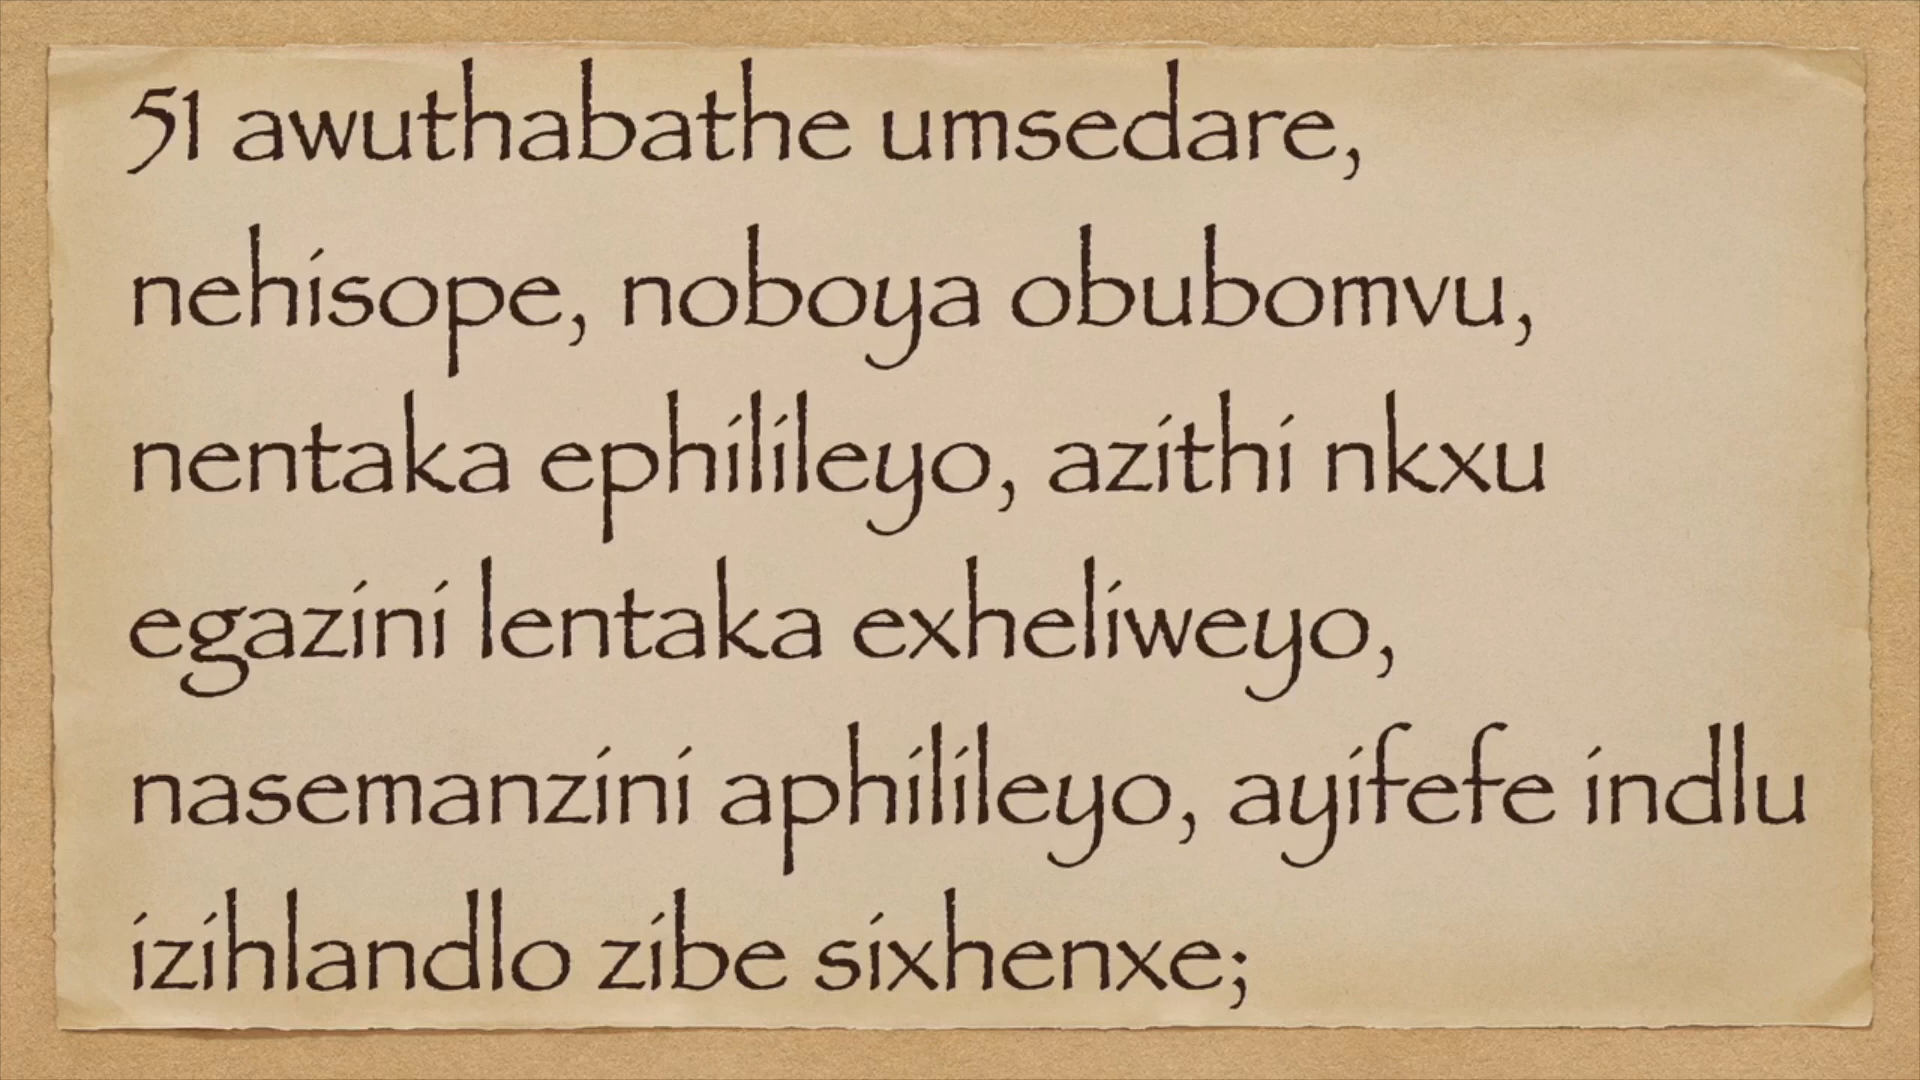 51 awuthabathe umsedare,
nehisope, noboya obubomvu,
nentaka ephilileyo, azithi nkxu
egazini lentaka exheliweyo,
nasemanzini aphilileyo, ayifefe indlu
izihlandlo zibe sixhenxe;